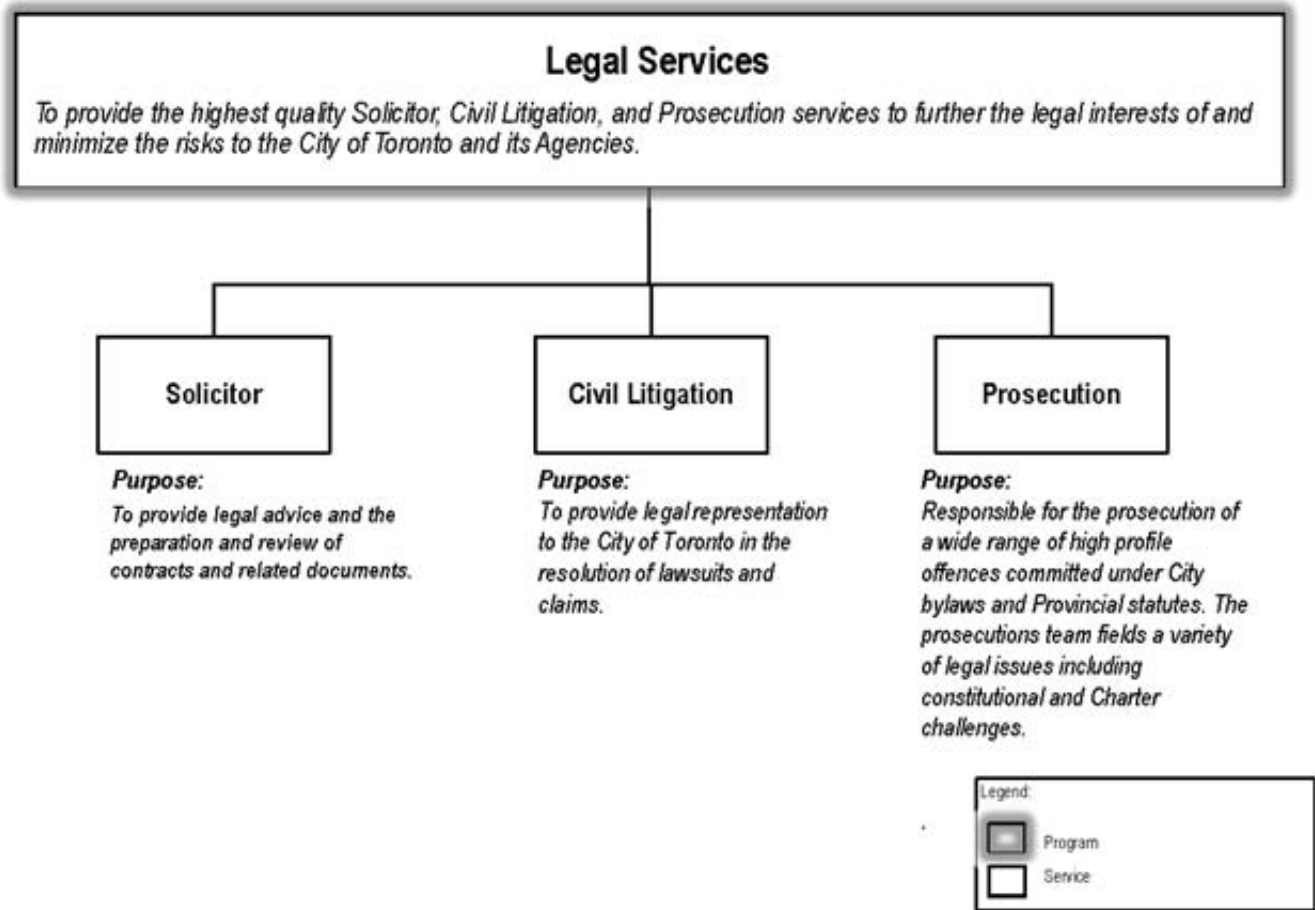 Legal Services
To provide the highest quality Solicitor, Civil Litigation, and Prosecution services to further the legal interests of and
minimize the risks to the City of Toronto and its Agencies.
Solicitor
Purpose:
To provide legal advice and the
preparation and review of
contracts and related documents.
Civil Litigation
Purpose:
To provide legal representation
to the City of Toronto in the
resolution of lawsuits and
claims.
Prosecution
Purpose:
Responsible for the prosecution of
a wide range of high profile
offences committed under City
bylaws and Provincial statutes. The
prosecutions team fields a variety
of legal issues including
constitutional and Charter
challenges.
Legend:
Program
Service